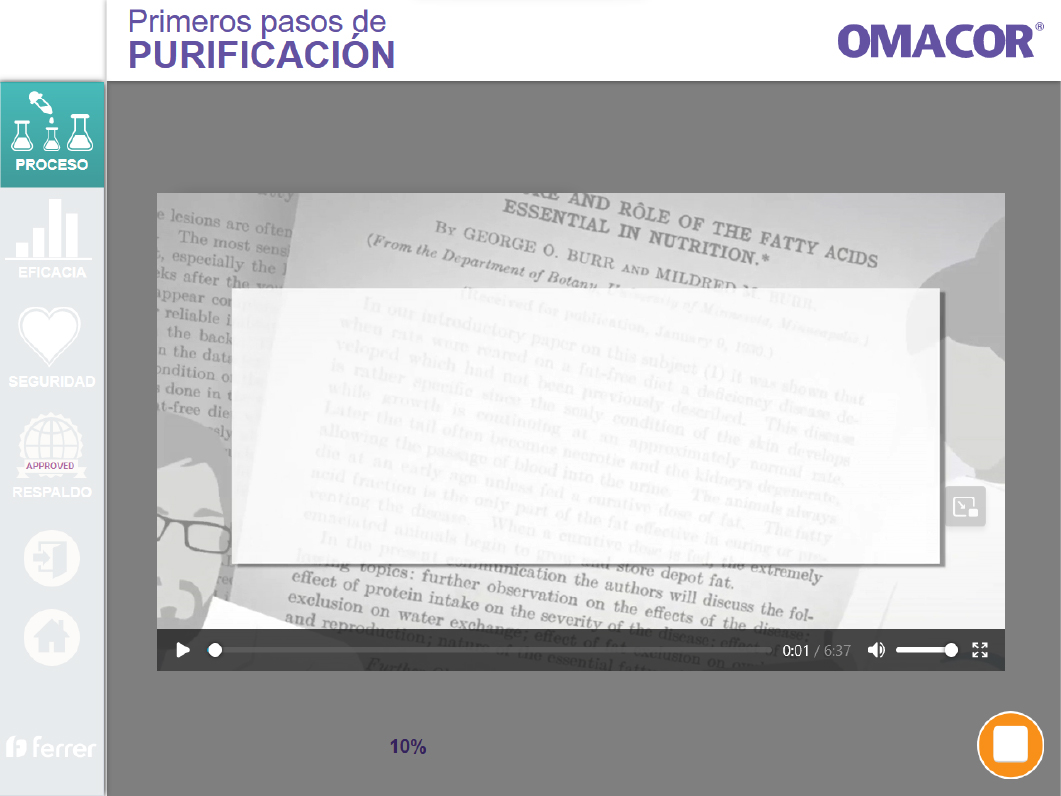 Primeros pasos de
PURIFICACIÓN
OMACOR®
PROCESO
EFICACIA
SEGURIDAD
APPROVED
RESPALDO
ferrer
e lesions are often
The most sens
, especially the
ks after the
appear con
reliable
the back
n the data
ondition o
done in
t-free die
AND RÔLE OF THE FATTY ACIDS
ESSENTIAL IN NUTRITION.*
BY GEORGE O. BURR AND MILDRED M. BURR.
(From the Department of Botany, University of Minnesota, Minneapolis.)
(Received for publication, January 9, 1930.)
In our introductory paper on this subject (1) it was shown that
when rats were reared on a fat-free diet a deficiency disease de-
veloped which had not been previously described. This disease
is rather specific since the scaly condition of the skin develops
while growth is continuing at an approximately normal rate.
Later the tail often becomes necrotic and the kidneys degenerate,
allowing the passage of blood into the urine. The animals always
die at an early age unless fed a curative dose of fat. The fatty
acid fraction is the only part of the fat effective in curing or pre-
venting the disease. When a curative dose is fed, the extremely
emaciated animals begin to grow and store depot fat.
In the present communication the authors will discuss the fol-
lowing topics: further observation on the effects of the disease;
effect of protein intake on the severity of the disease; effect of
exclusion on water exchange; effect of fat exclusion on
and reproduction; nature of the essential fatt
0:01 / 6:37
10%